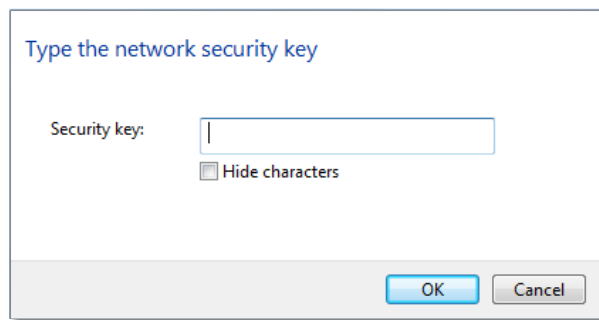 Type the network security key
Security key:
Hide characters
OK Cancel